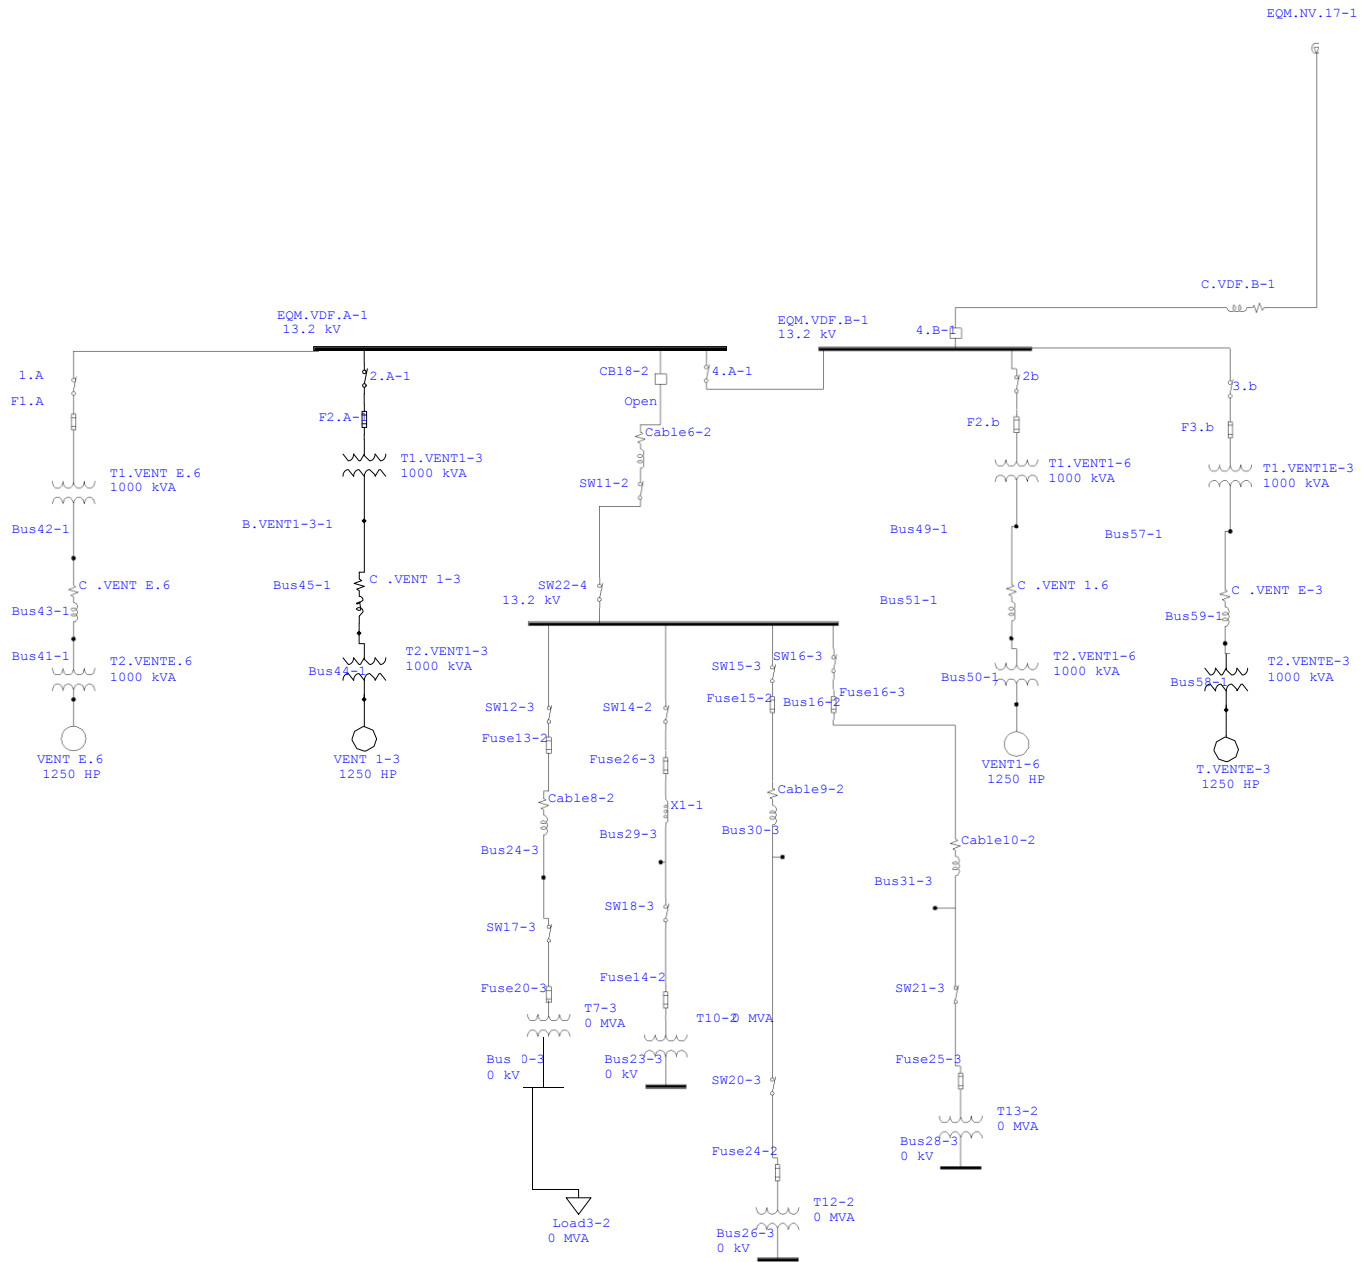 EQM.NV.17-1
C.VDF.B-1
EQM.VDF.A-1
13.2 kV
EQM.VDF.B-1
13.2 kV
4.B-1
1.A
F1.A
2.A-1
F2.A-1
CB18-2
Open
4.A-1
2b
F2.b
3.b
F3.b
Cable6-2
SW11-2
T1.VENT E.6
1000 kVA
T1.VENT1-3
1000 kVA
T1.VENT1-6
1000 kVA
T1.VENT1E-3
1000 kVA
Bus42-1
B.VENT1-3-1
Bus49-1
Bus57-1
C .VENT E.6
Bus45-1
C .VENT 1-3
SW22-4
13.2 kV
C .VENT 1.6
Bus51-1
C .VENT E-3
Bus43-1
Bus59-1
Bus41-1
T2.VENTE.6
1000 kVA
Bus44-1
T2.VENT1-3
1000 kVA
Bus50-1
T2.VENT1-6
1000 kVA
Bus58-1
T2.VENTE-3
1000 kVA
SW12-3
SW14-2
SW15-3
SW16-3
Fuse13-2
Fuse26-3
Fuse15-2
Bus16-2
Fuse16-3
VENT E.6
1250 HP
VENT 1-3
1250 HP
VENT1-6
1250 HP
T.VENTE-3
1250 HP
Cable8-2
X1-1
Cable9-2
Cable10-2
Bus24-3
Bus29-3
Bus30-3
Bus31-3
SW17-3
SW18-3
SW21-3
Fuse20-3
Fuse14-2
T7-3
0 MVA
T10-2
0 MVA
Bus 0-3
0 kV
Bus23-3
0 kV
SW20-3
Fuse25-3
T13-2
0 MVA
Bus28-3
0 kV
Fuse24-2
T12-2
0 MVA
Load3-2
0 MVA
Bus26-3
0 kV